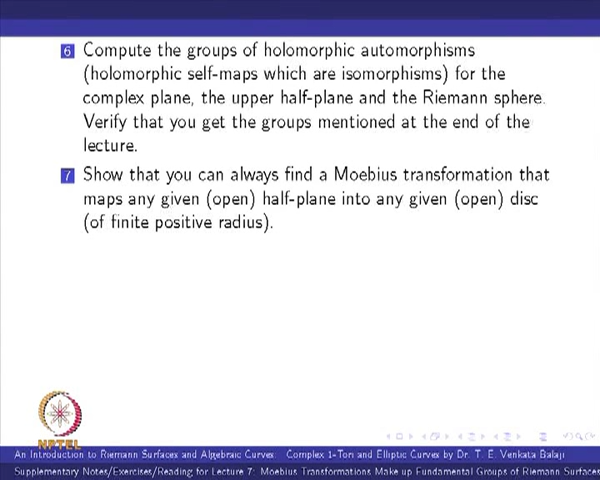 6 Compute the groups of holomorphic automorphisms
(holomorphic self-maps which are isomorphisms) for the
complex plane, the upper half-plane and the Riemann sphere.
Verify that you get the groups mentioned at the end of the
lecture.
7 Show that you can always find a Moebius transformation that
maps any given (open) half-plane into any given (open) disc
(of finite positive radius).
NPTEL
An Introduction to Riemann Surfaces and Algebraic Curves: Complex 1-Tori and Elliptic Curves by Dr. T. E. Venkata Balaji
Supplementary Notes/Exercises/Reading for Lecture 7: Moebius Transformations Make up Fundamental Groups of Riemann Surfaces